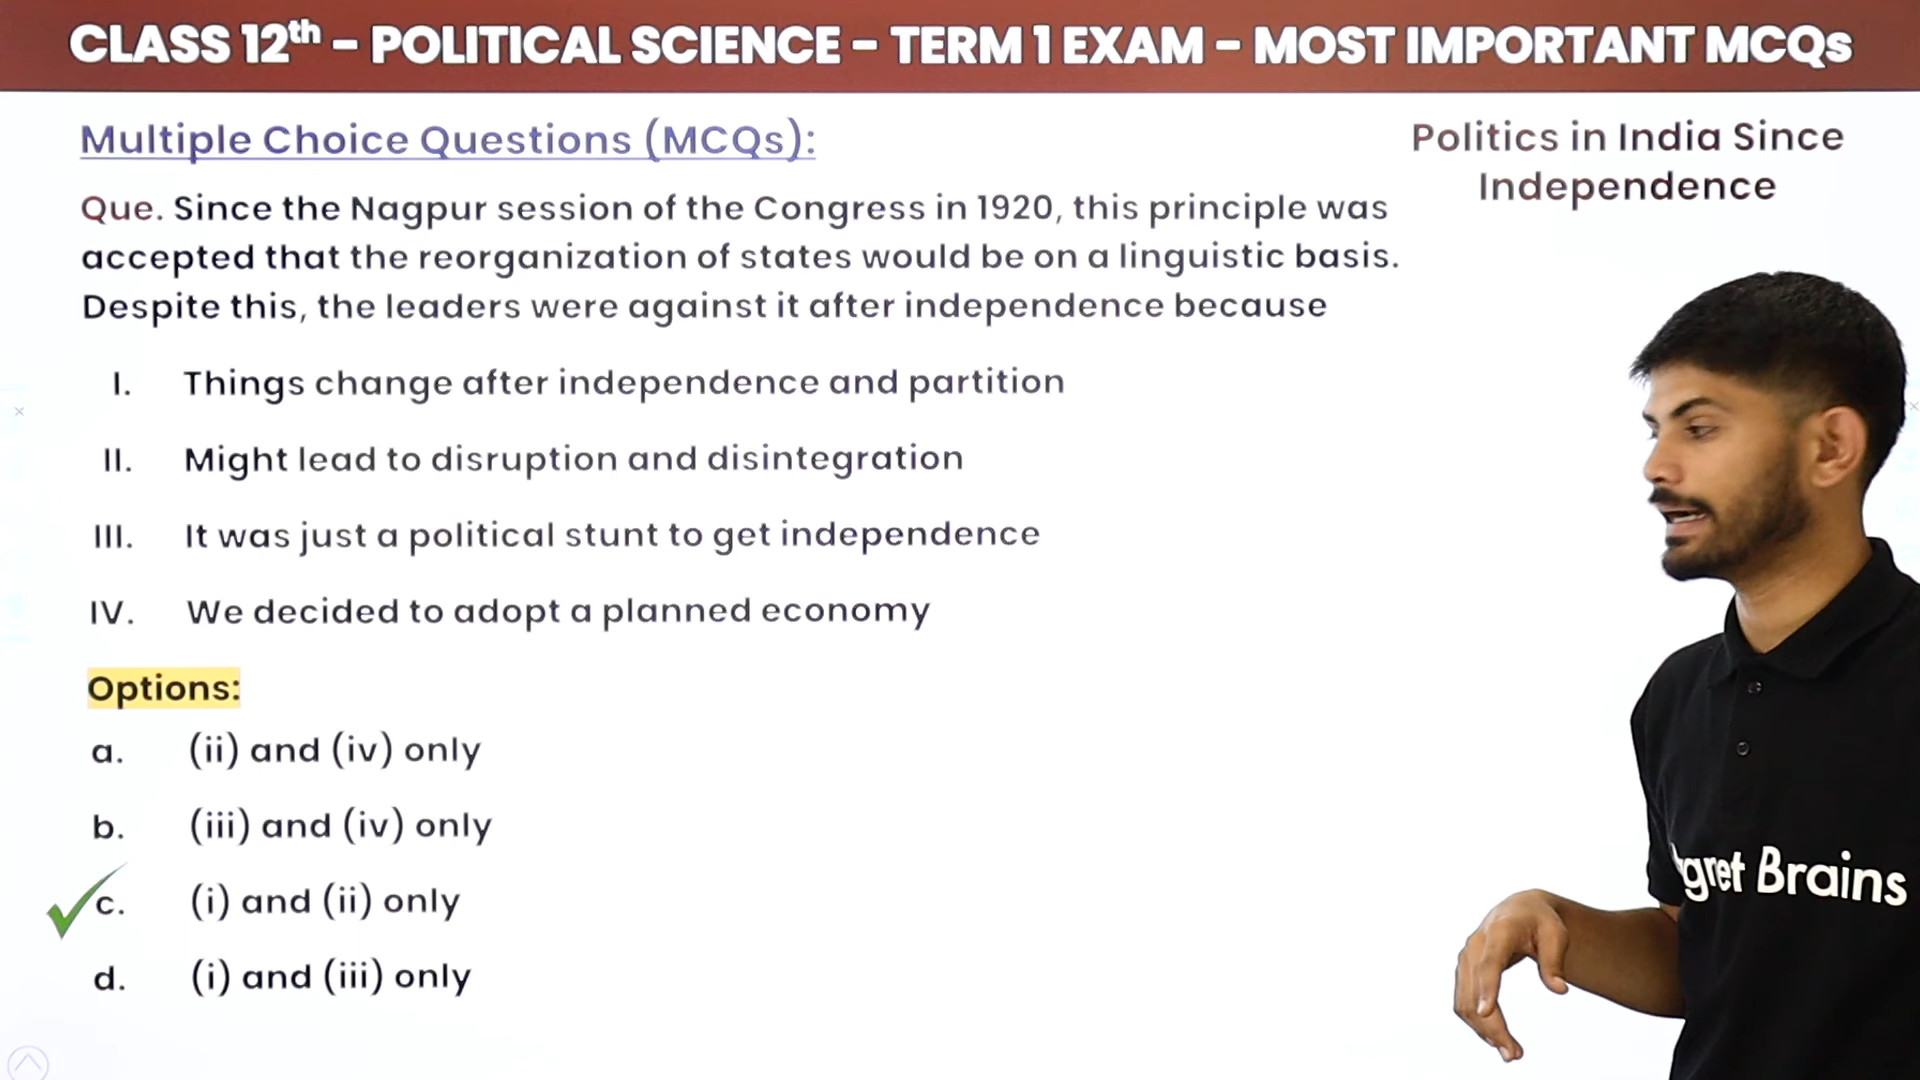 CLASS 12th – POLITICAL SCIENCE – TERM 1 EXAM – MOST IMPORTANT MCQs
Multiple Choice Questions (MCQs):
Politics in India Since
Independence
Que. Since the Nagpur session of the Congress in 1920, this principle was
accepted that the reorganization of states would be on a linguistic basis.
Despite this, the leaders were against it after independence because
I. Things change after independence and partition
II. Might lead to disruption and disintegration
III. It was just a political stunt to get independence
IV. We decided to adopt a planned economy
Options:
a. (ii) and (iv) only
b. (iii) and (iv) only
c. (i) and (ii) only
d. (i) and (iii) only
Brains